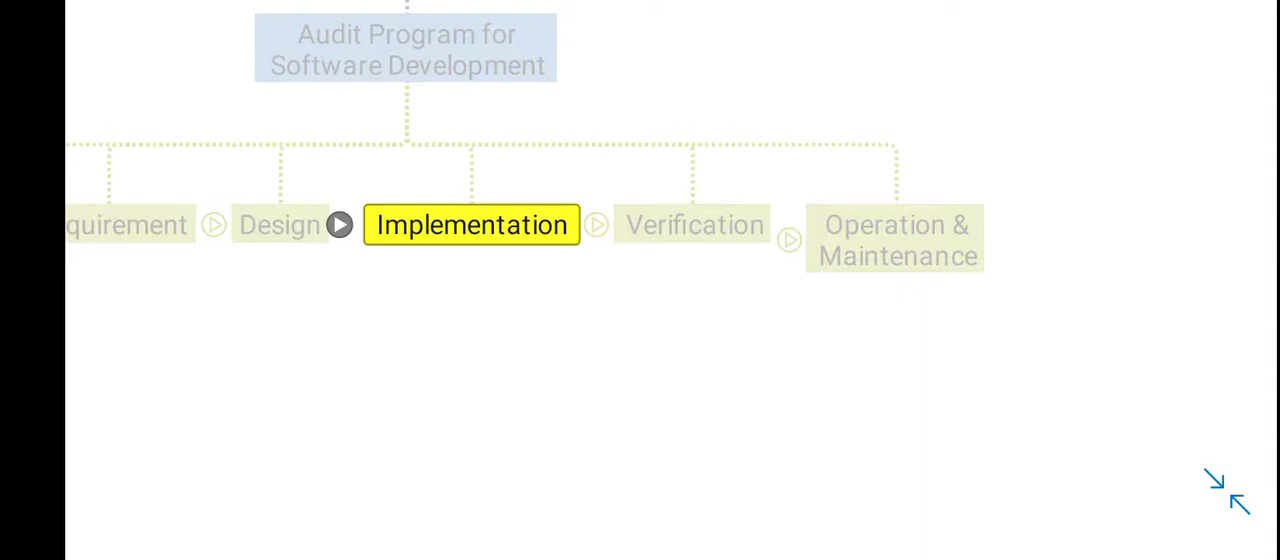 Audit Program for
Software Development
quirement
Design
Implementation
Verification
Operation &
Maintenance